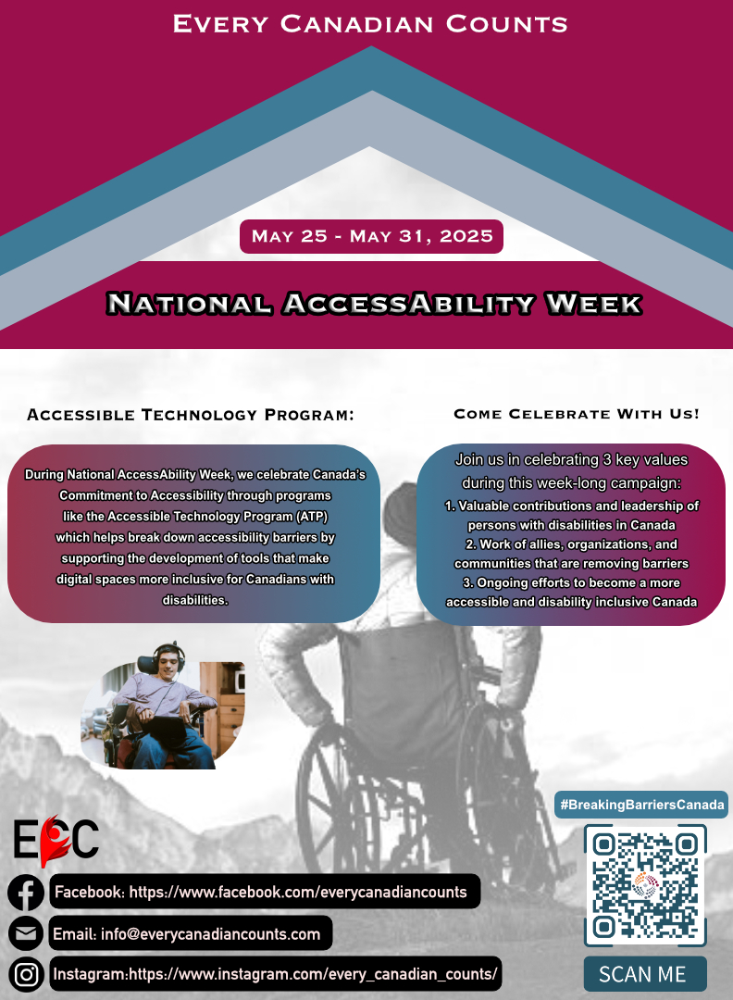 Every Canadian Counts
May 25 - May 31, 2025
National AccessAbility Week
Accessible Technology Program:
During National AccessAbility Week, we celebrate Canada's
Commitment to Accessibility through programs
like the Accessible Technology Program (ATP)
which helps break down accessibility barriers by
supporting the development of tools that make
digital spaces more inclusive for Canadians with
disabilities.
Come Celebrate With Us!
Join us in celebrating 3 key values
during this week-long campaign:
1. Valuable contributions and leadership of
persons with disabilities in Canada
2. Work of allies, organizations, and
communities that are removing barriers
3. Ongoing efforts to become a more
accessible and disability inclusive Canada
ECC
Facebook: https://www.facebook.com/everycanadiancounts
Email: info@everycanadiancounts.com
Instagram:https://www.instagram.com/every_canadian_counts/
#BreakingBarriersCanada
SCAN ME